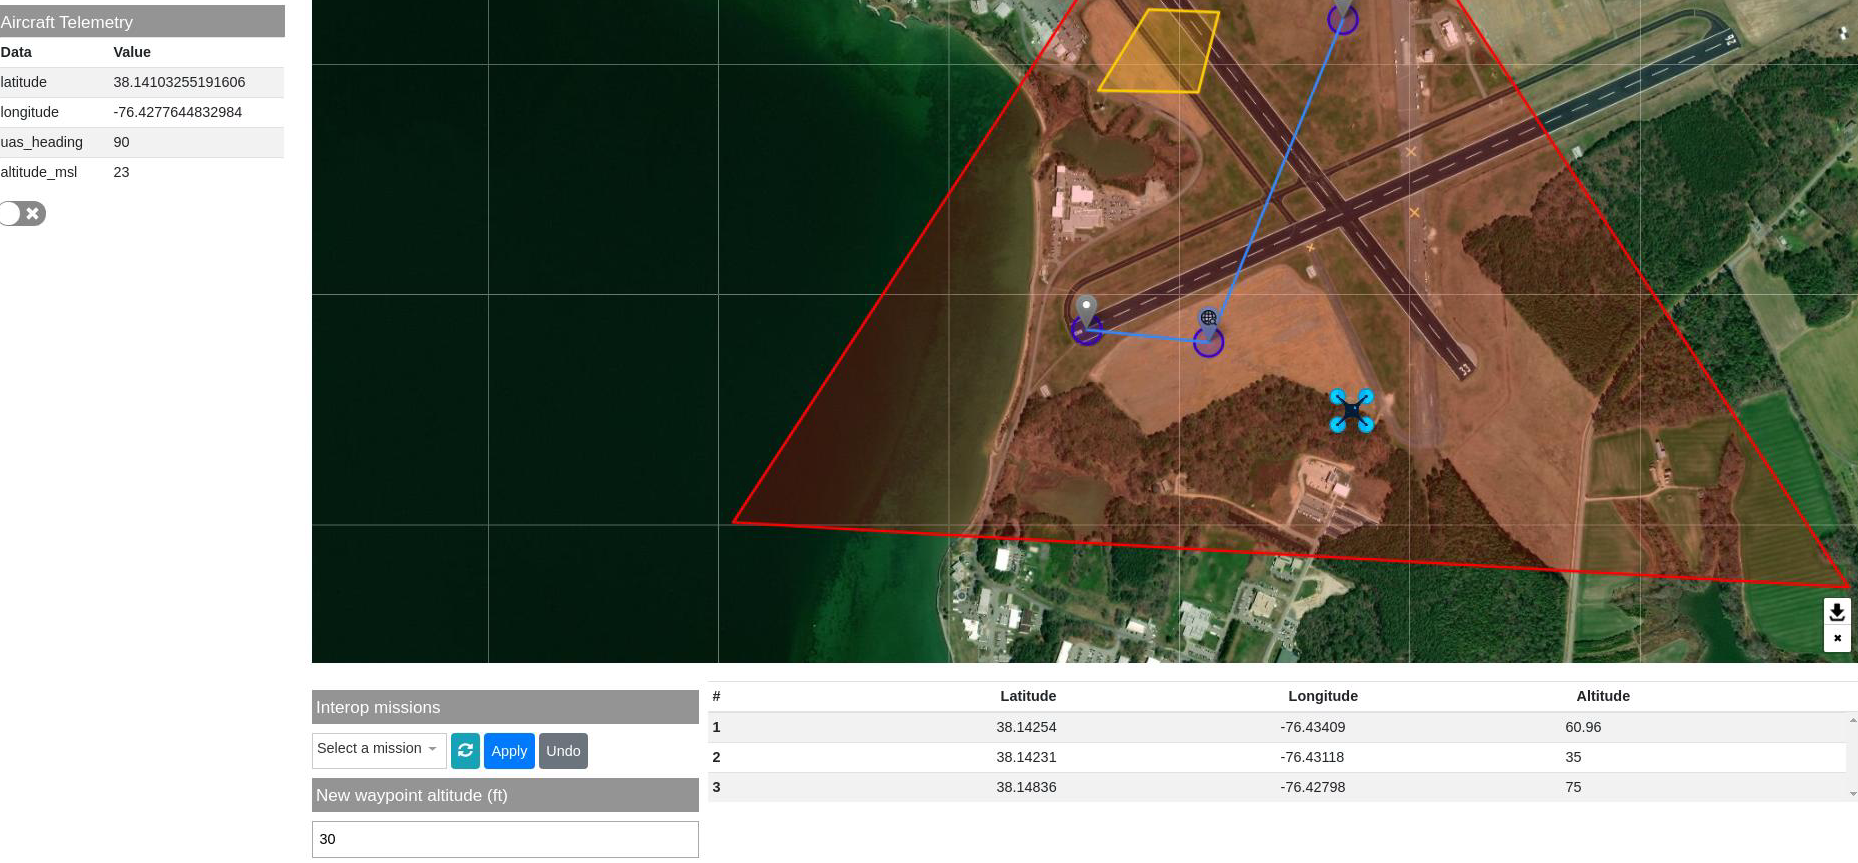 Aircraft Telemetry
Data Value
latitude 38.14103255191606
longitude -76.4277644832984
uas_heading 90
altitude_msl 23
26
33
Interop missions
Select a mission Apply Undo
New waypoint altitude (ft)
30
# Latitude Longitude Altitude
1 38.14254 -76.43409 60.96
2 38.14231 -76.43118 35
3 38.14836 -76.42798 75